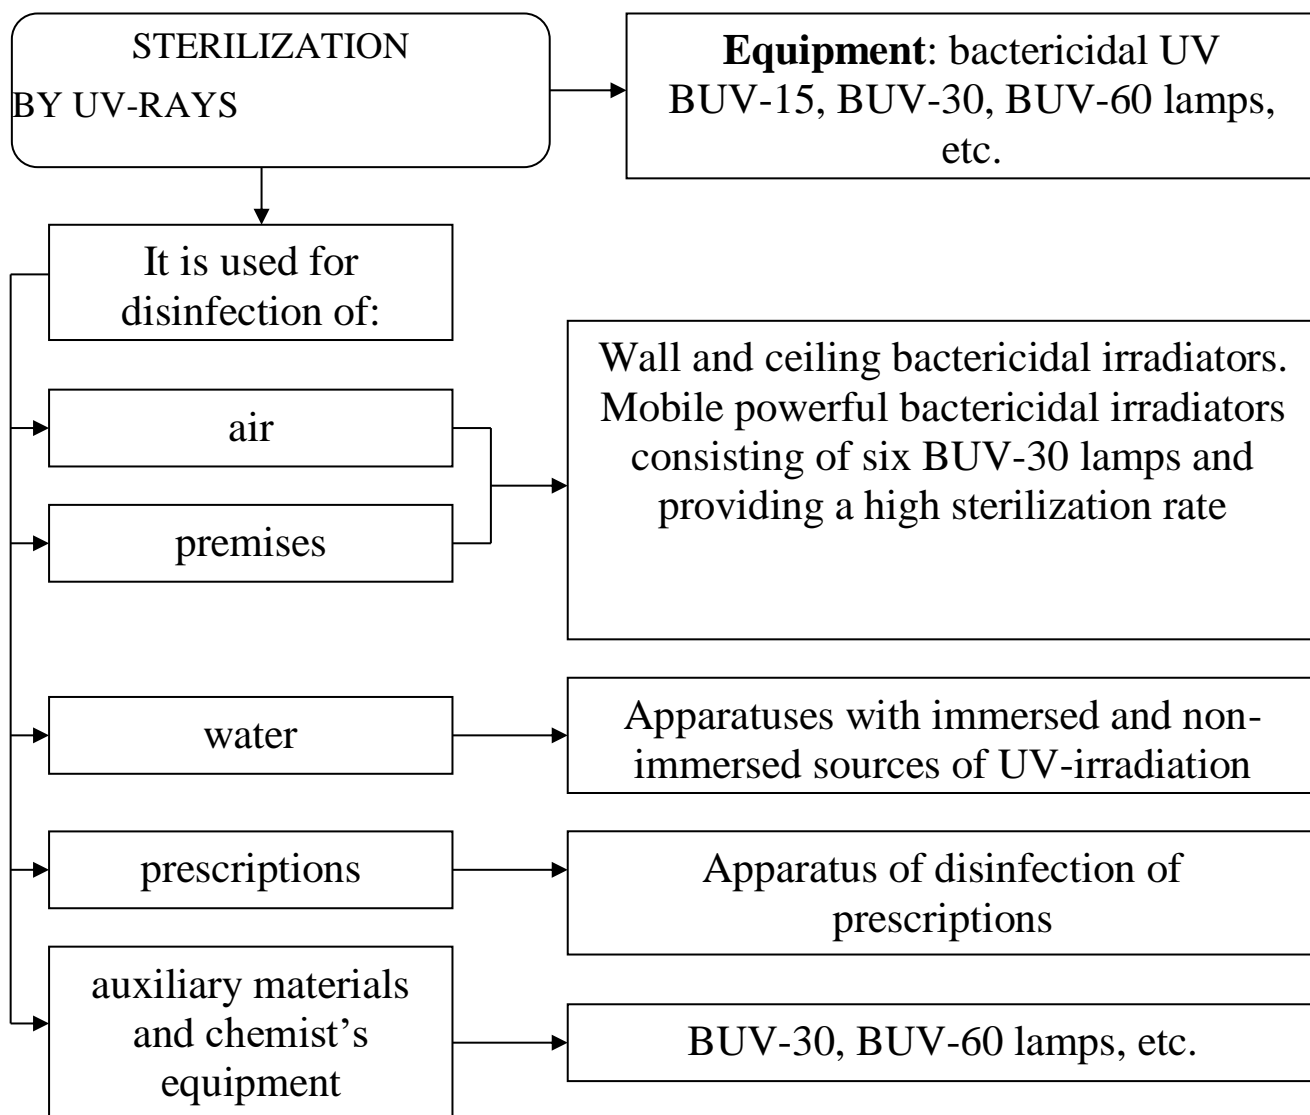 STERILIZATION
BY UV-RAYS
Equipment: bactericidal UV
BUV-15, BUV-30, BUV-60 lamps,
etc.
It is used for
disinfection of:
air
premises
Wall and ceiling bactericidal irradiators.
Mobile powerful bactericidal irradiators
consisting of six BUV-30 lamps and
providing a high sterilization rate
water
Apparatuses with immersed and non-
immersed sources of UV-irradiation
prescriptions
Apparatus of disinfection of
prescriptions
auxiliary materials
and chemist’s
equipment
BUV-30, BUV-60 lamps, etc.